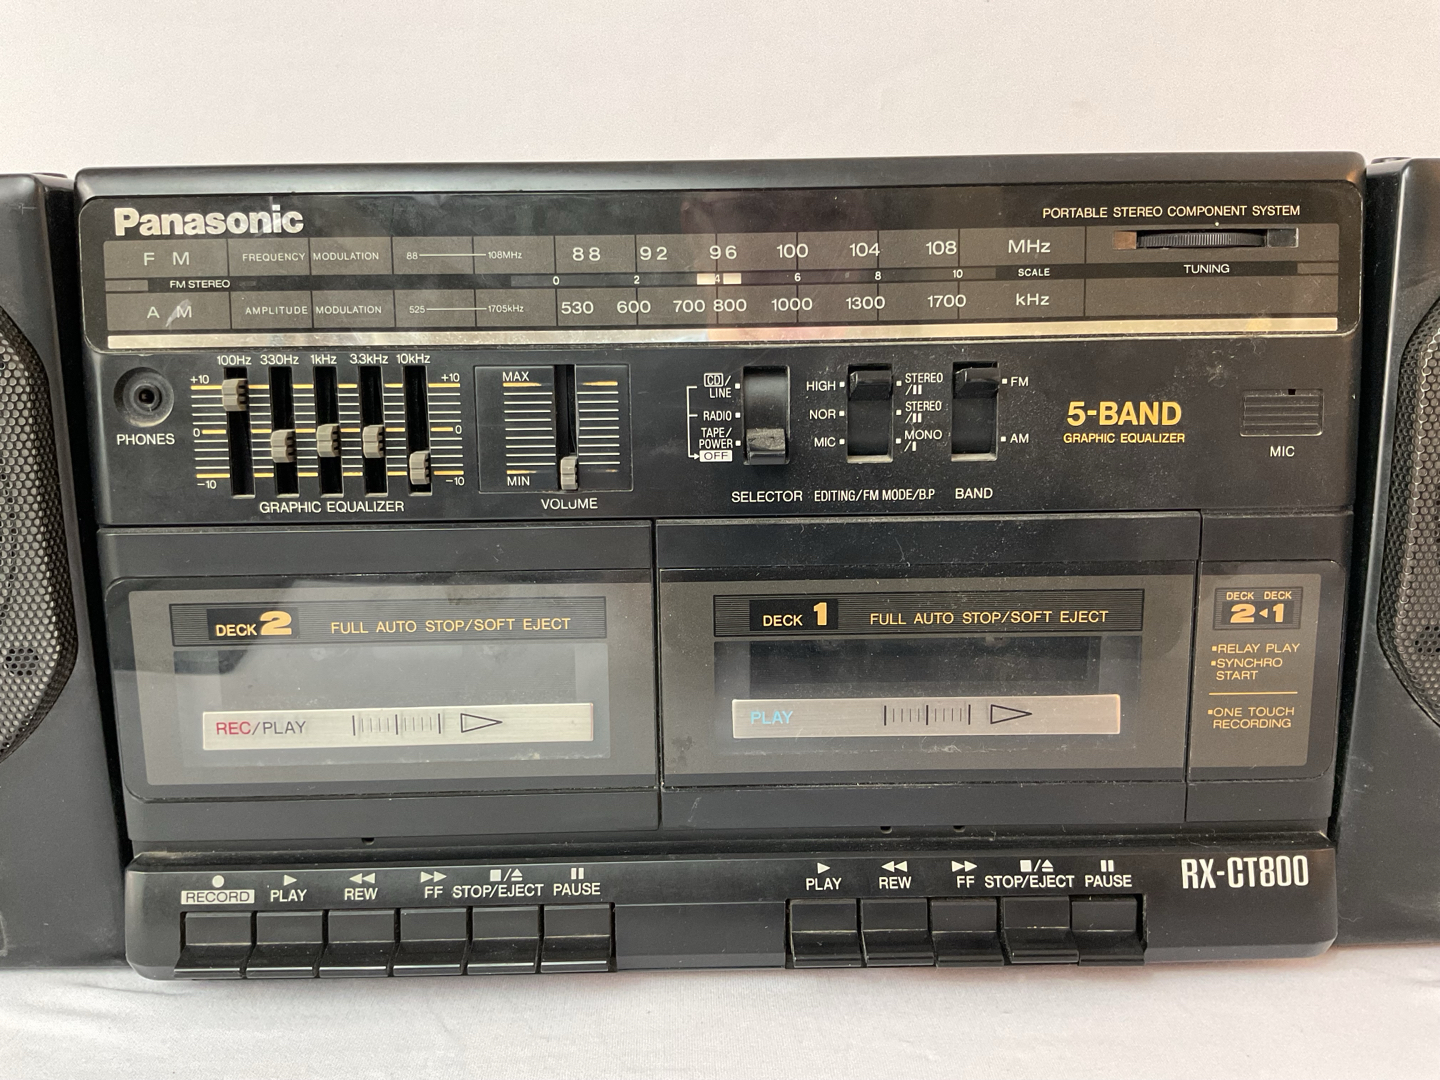 Panasonic
PORTABLE STEREO COMPONENT SYSTEM
FM FREQUENCY MODULATION 88 108MHz 88 92 96 100 104 108 MHz
TUNING
FM STEREO 0 2 4 6 8 10 SCALE
AM AMPLITUDE MODULATION 525 1705kHz 530 600 700 800 1000 1300 1700 kHz
100Hz 330Hz 1kHz 3.3kHz 10kHz
+10 +10
0 0
-10 -10
GRAPHIC EQUALIZER
PHONES
MAX
MIN
VOLUME
CD/
LINE
RADIO
TAPE/
POWER
OFF
SELECTOR
HIGH STEREO
/II
NOR STEREO
/II
MIC MONO
/I
EDITING/FM MODE/B.P
FM
AM
BAND
5-BAND
GRAPHIC EQUALIZER
MIC
DECK 2 FULL AUTO STOP/SOFT EJECT
REC/PLAY
DECK 1 FULL AUTO STOP/SOFT EJECT
PLAY
DECK DECK
2 1
RELAY PLAY
SYNCHRO
START
ONE TOUCH
RECORDING
RECORD PLAY REW FF STOP/EJECT PAUSE
PLAY REW FF STOP/EJECT PAUSE
RX-CT800